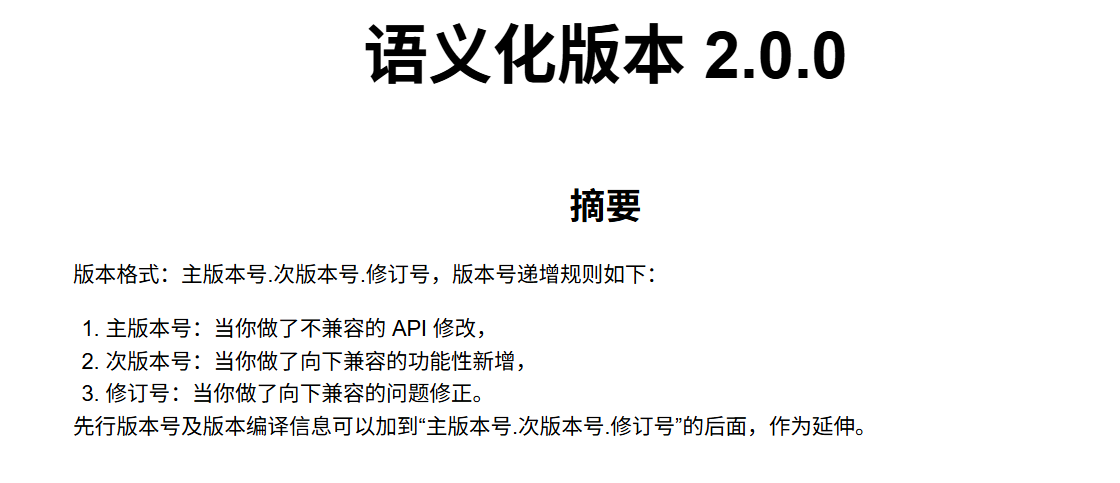 语义化版本 2.0.0
摘要
版本格式：主版本号.次版本号.修订号，版本号递增规则如下：
1. 主版本号：当你做了不兼容的 API 修改，
2. 次版本号：当你做了向下兼容的功能性新增，
3. 修订号：当你做了向下兼容的问题修正。
先行版本号及版本编译信息可以加到“主版本号.次版本号.修订号”的后面，作为延伸。